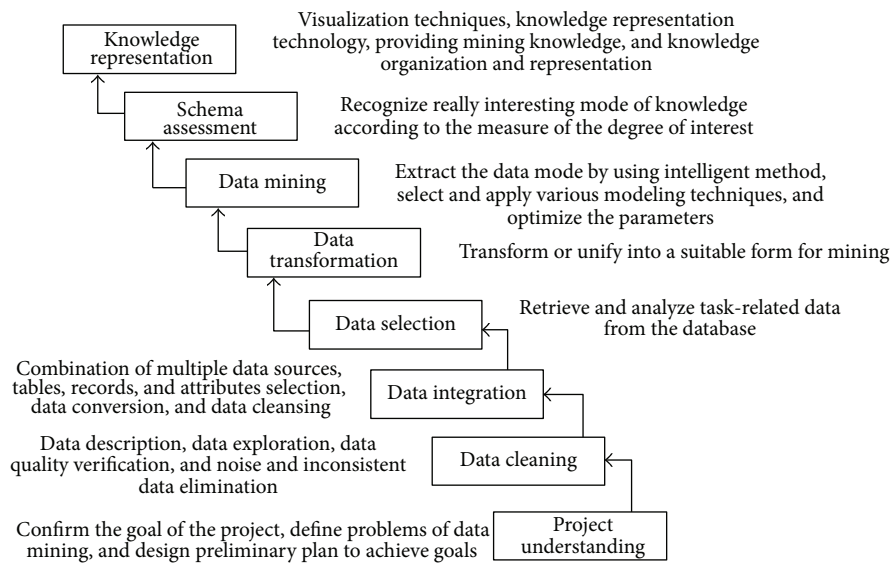 Knowledge
representation
Visualization techniques, knowledge representation
technology, providing mining knowledge, and knowledge
organization and representation
Schema
assessment
Recognize really interesting mode of knowledge
according to the measure of the degree of interest
Data mining
Extract the data mode by using intelligent method,
select and apply various modeling techniques, and
optimize the parameters
Data
transformation
Transform or unify into a suitable form for mining
Data selection
Retrieve and analyze task-related data
from the database
Combination of multiple data sources,
tables, records, and attributes selection,
data conversion, and data cleansing
Data integration
Data description, data exploration, data
quality verification, and noise and inconsistent
data elimination
Data cleaning
Confirm the goal of the project, define problems of data
mining, and design preliminary plan to achieve goals
Project
understanding